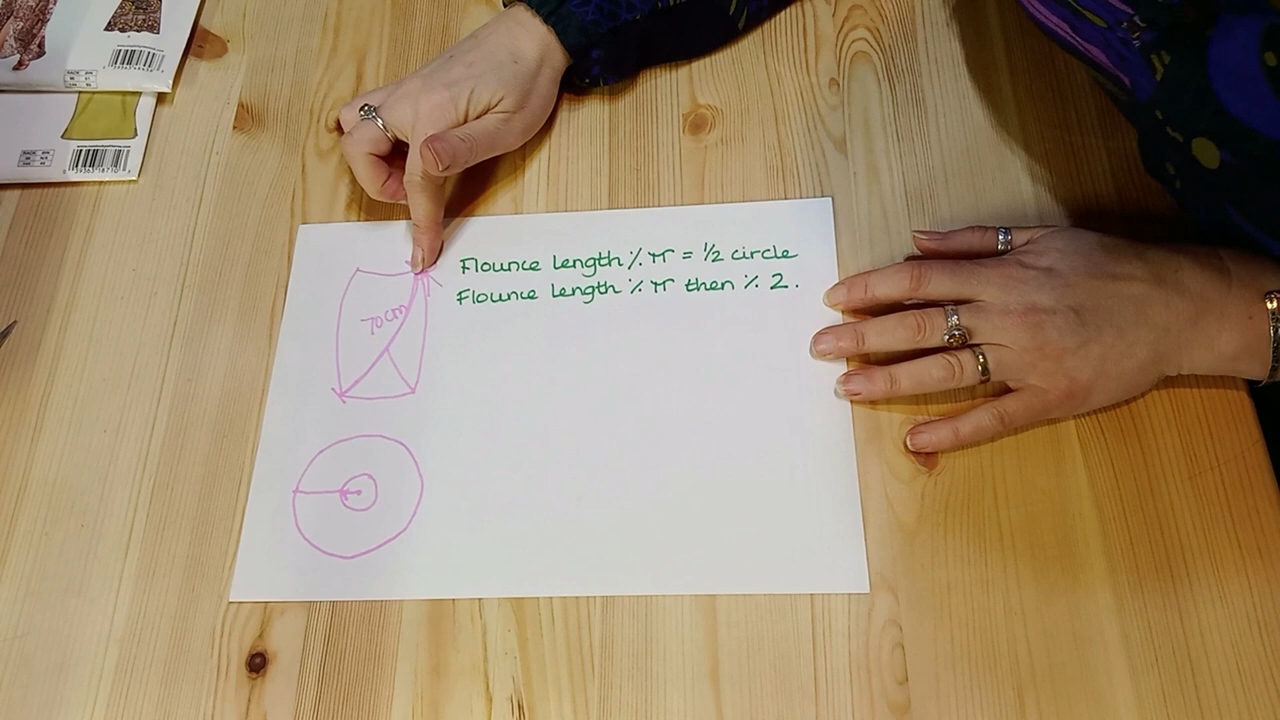 Flounce length ٪ π = 1/2 circle
Flounce length ٪ π then ٪ 2.
70cm